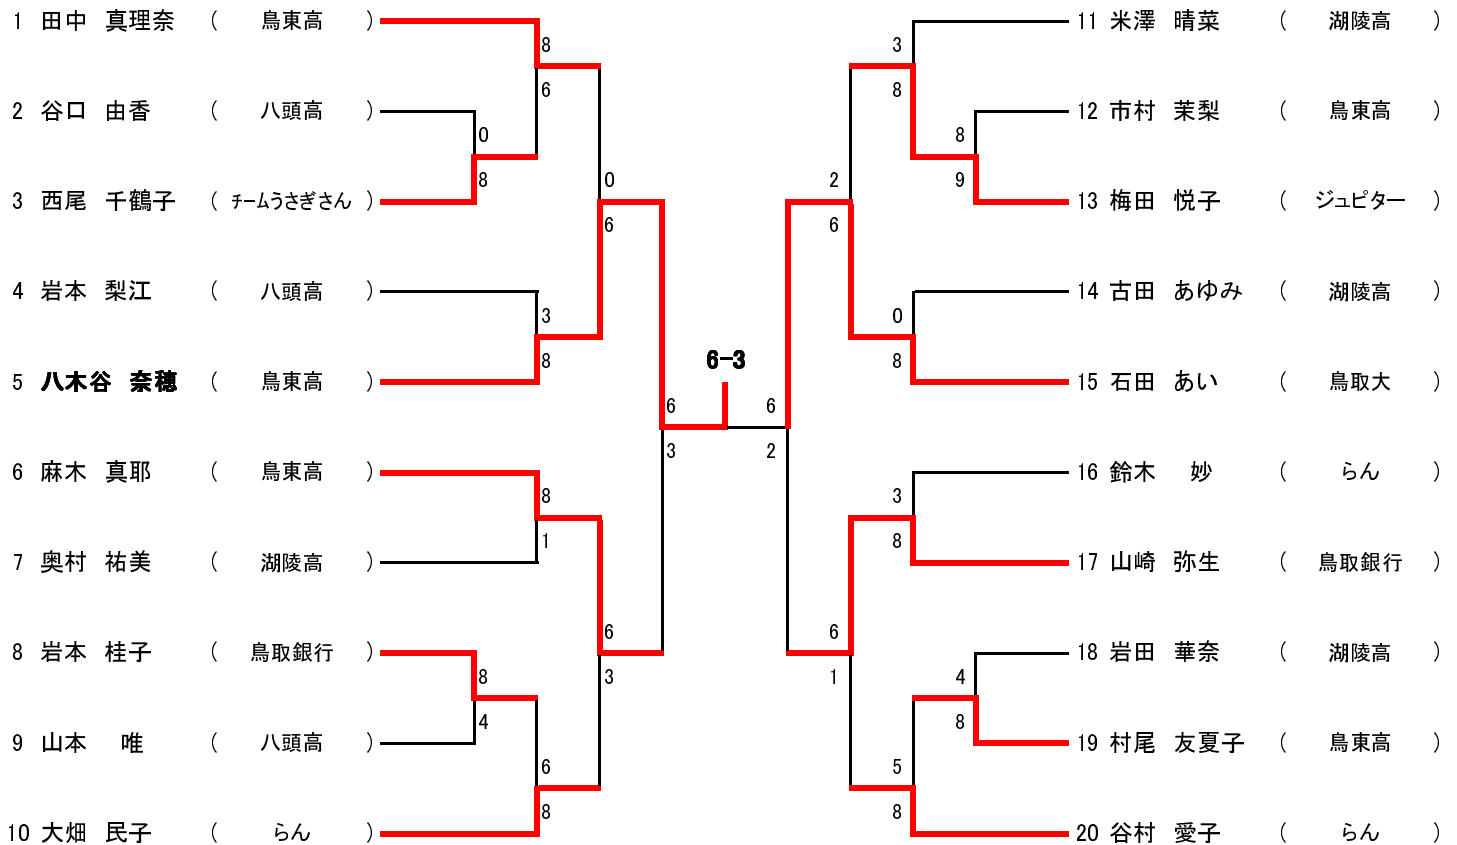 1 田中 真理奈 ( 鳥東高 )
2 谷口 由香 ( 八頭高 )
3 西尾 千鶴子 ( ﾁｰﾑうさぎさん )
4 岩本 梨江 ( 八頭高 )
5 八木谷 奈穂 ( 鳥東高 )
6 麻木 真耶 ( 鳥東高 )
7 奥村 祐美 ( 湖陵高 )
8 岩本 桂子 ( 鳥取銀行 )
9 山本 唯 ( 八頭高 )
10 大畑 民子 ( らん )
8
6
0
8
3
8
8
1
8
4
6
8
0
6
6
3
6
3
6-3
6
2
2
6
6
1
3
8
8
9
0
8
3
8
4
8
5
8
11 米澤 晴菜 ( 湖陵高 )
12 市村 茉梨 ( 鳥東高 )
13 梅田 悦子 ( ジュピター )
14 古田 あゆみ ( 湖陵高 )
15 石田 あい ( 鳥取大 )
16 鈴木 妙 ( らん )
17 山崎 弥生 ( 鳥取銀行 )
18 岩田 華奈 ( 湖陵高 )
19 村尾 友夏子 ( 鳥東高 )
20 谷村 愛子 ( らん )